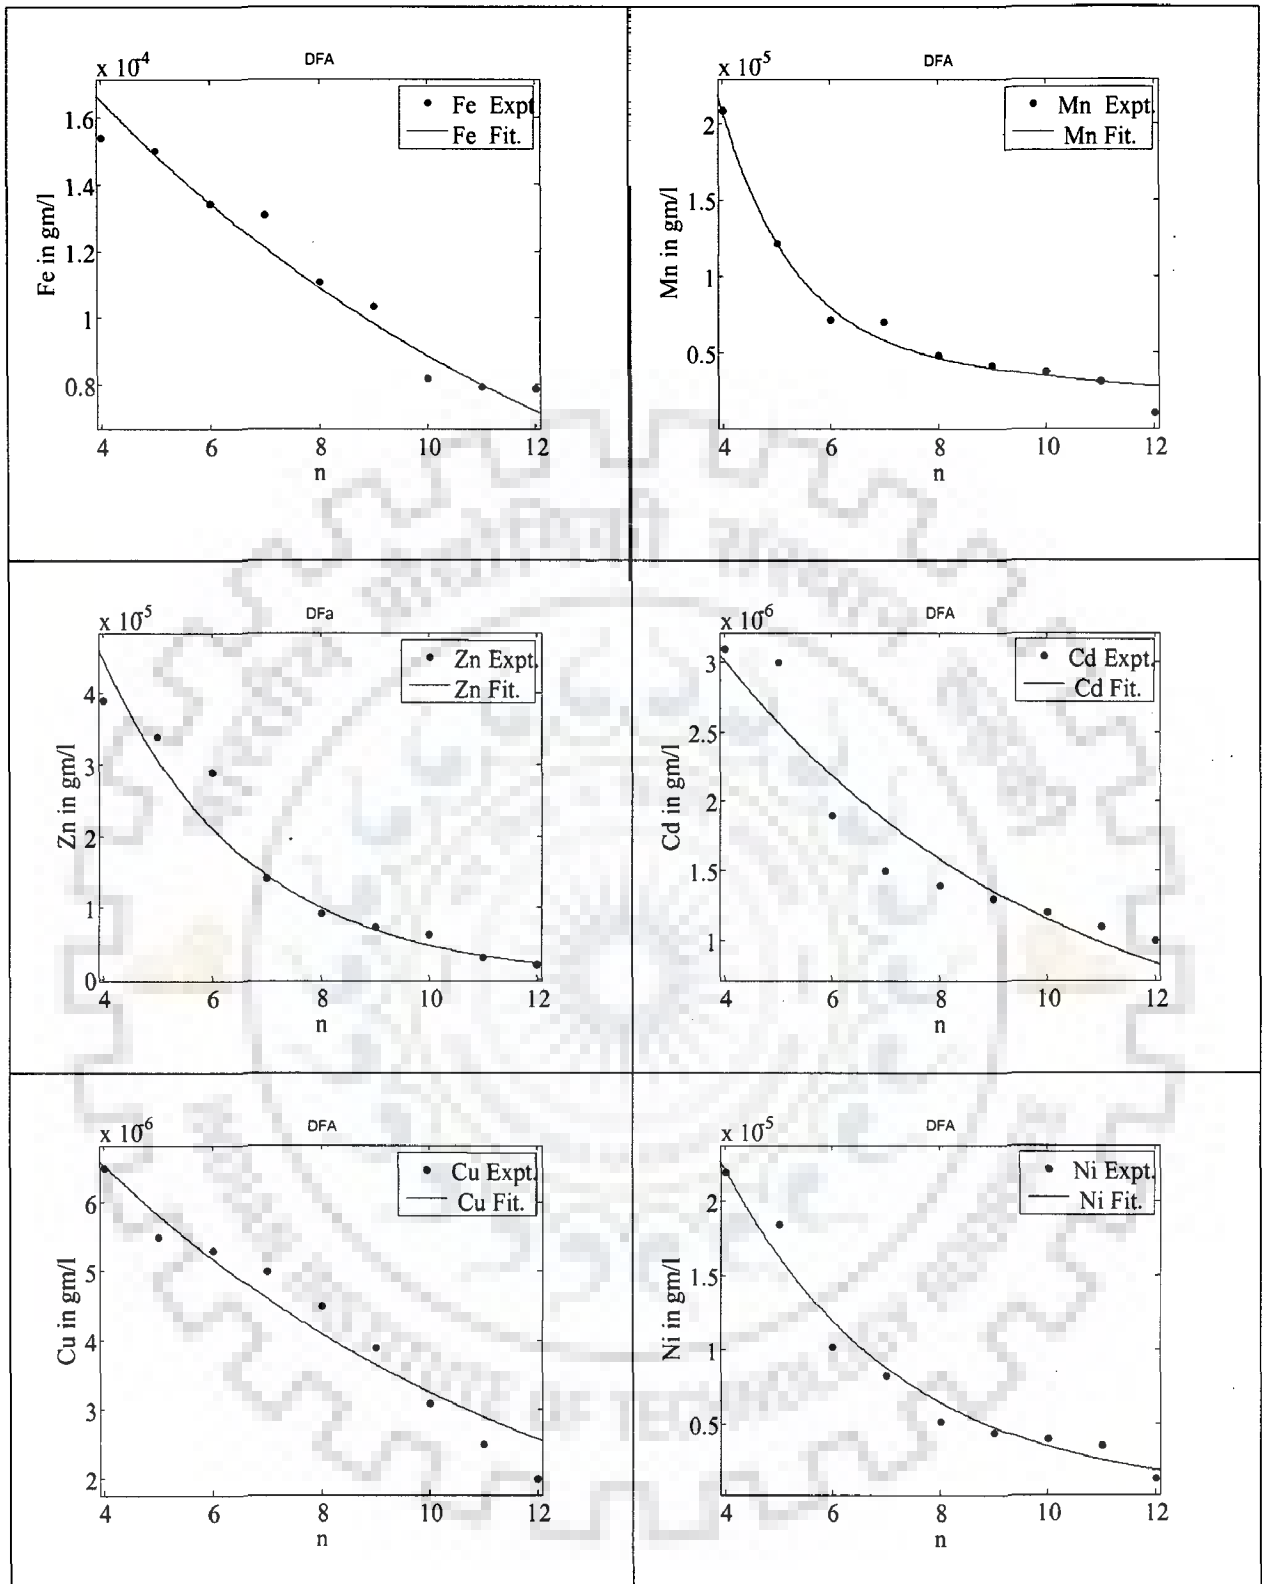 DFA
x 10^-4
Fe Expt
Fe Fit.
1.6
1.4
1.2
1
0.8
Fe in gm/l
4 6 8 10 12
n
DFA
x 10^-5
Mn Expt.
Mn Fit.
2
1.5
1
0.5
Mn in gm/l
4 6 8 10 12
n
DFa
x 10^-5
Zn Expt.
Zn Fit.
4
3
2
1
0
Zn in gm/l
4 6 8 10 12
n
DFA
x 10^-6
Cd Expt.
Cd Fit.
3
2.5
2
1.5
1
Cd in gm/l
4 6 8 10 12
n
DFA
x 10^-6
Cu Expt.
Cu Fit.
6
5
4
3
2
Cu in gm/l
4 6 8 10 12
n
DFA
x 10^-5
Ni Expt.
Ni Fit.
2
1.5
1
0.5
Ni in gm/l
4 6 8 10 12
n